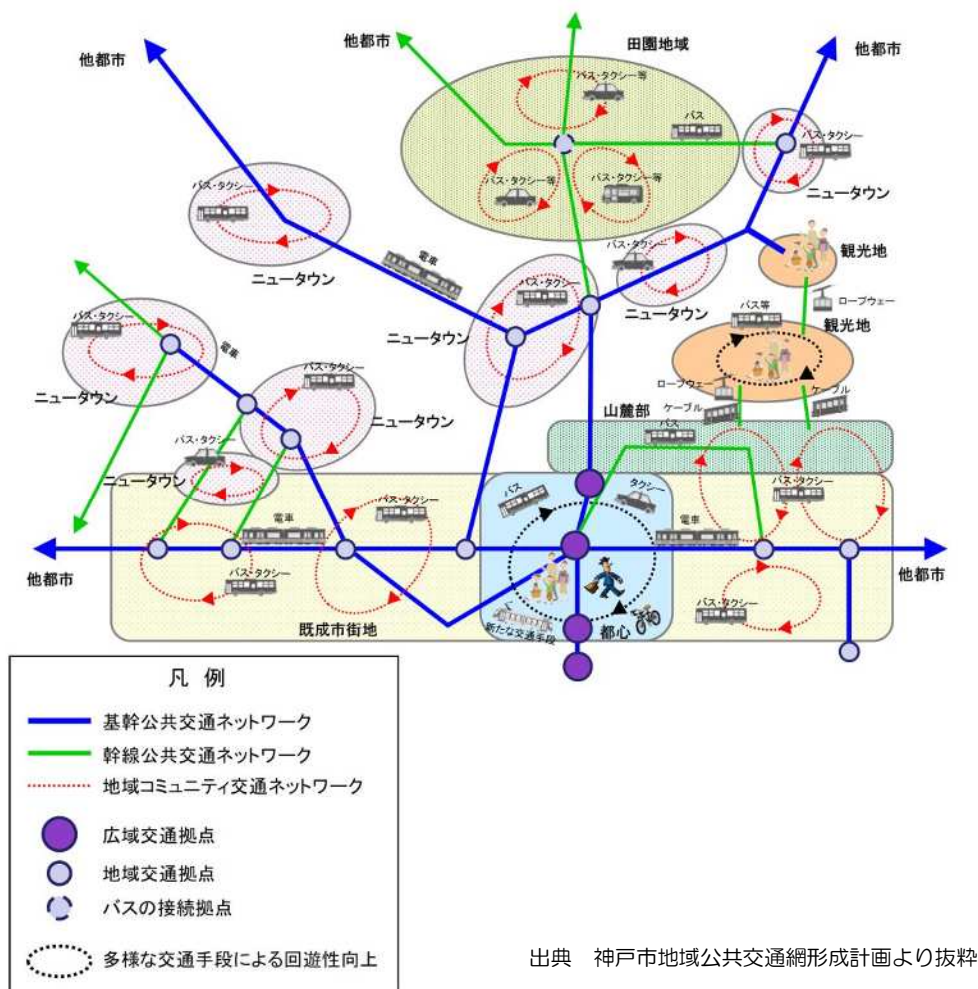 他都市
他都市
田園地域
他都市
バス・タクシー等
バス
バス・タクシー
バス・タクシー等
バス・タクシー等
ニュータウン
バス・タクシー
ニュータウン
バス・タクシー
ニュータウン
観光地
電車
バス・タクシー
ニュータウン
ロープウェー
バス等
観光地
バス・タクシー
電車
ニュータウン
バス・タクシー
ニュータウン
ロープウェー
ケーブル
ケーブル
山麓部
バス
バス・タクシー
ニュータウン
バス
タクシー
バス・タクシー
バス・タクシー
電車
電車
他都市
他都市
バス・タクシー
バス・タクシー
既成市街地
新たな交通手段
都心
凡 例
基幹公共交通ネットワーク
幹線公共交通ネットワーク
地域コミュニティ交通ネットワーク
広域交通拠点
地域交通拠点
バスの接続拠点
多様な交通手段による回遊性向上
出典 神戸市地域公共交通網形成計画より抜粋